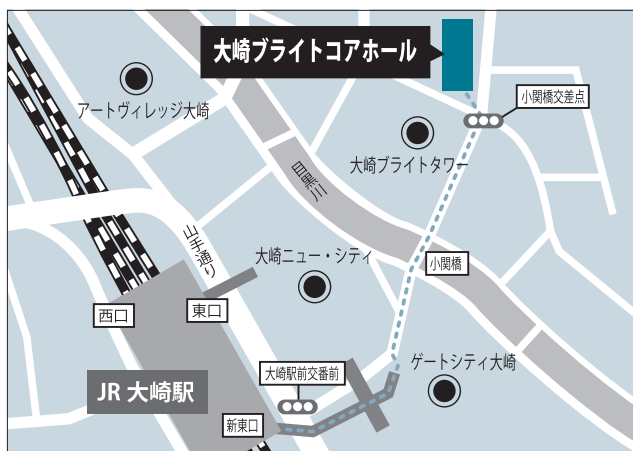 大崎ブライトコアホール
アートヴィレッジ大崎
小関橋交差点
大崎ブライトタワー
目黒川
山手通り
大崎ニュー・シティ
小関橋
西口
東口
ゲートシティ大崎
大崎駅前交番前
JR 大崎駅
新東口